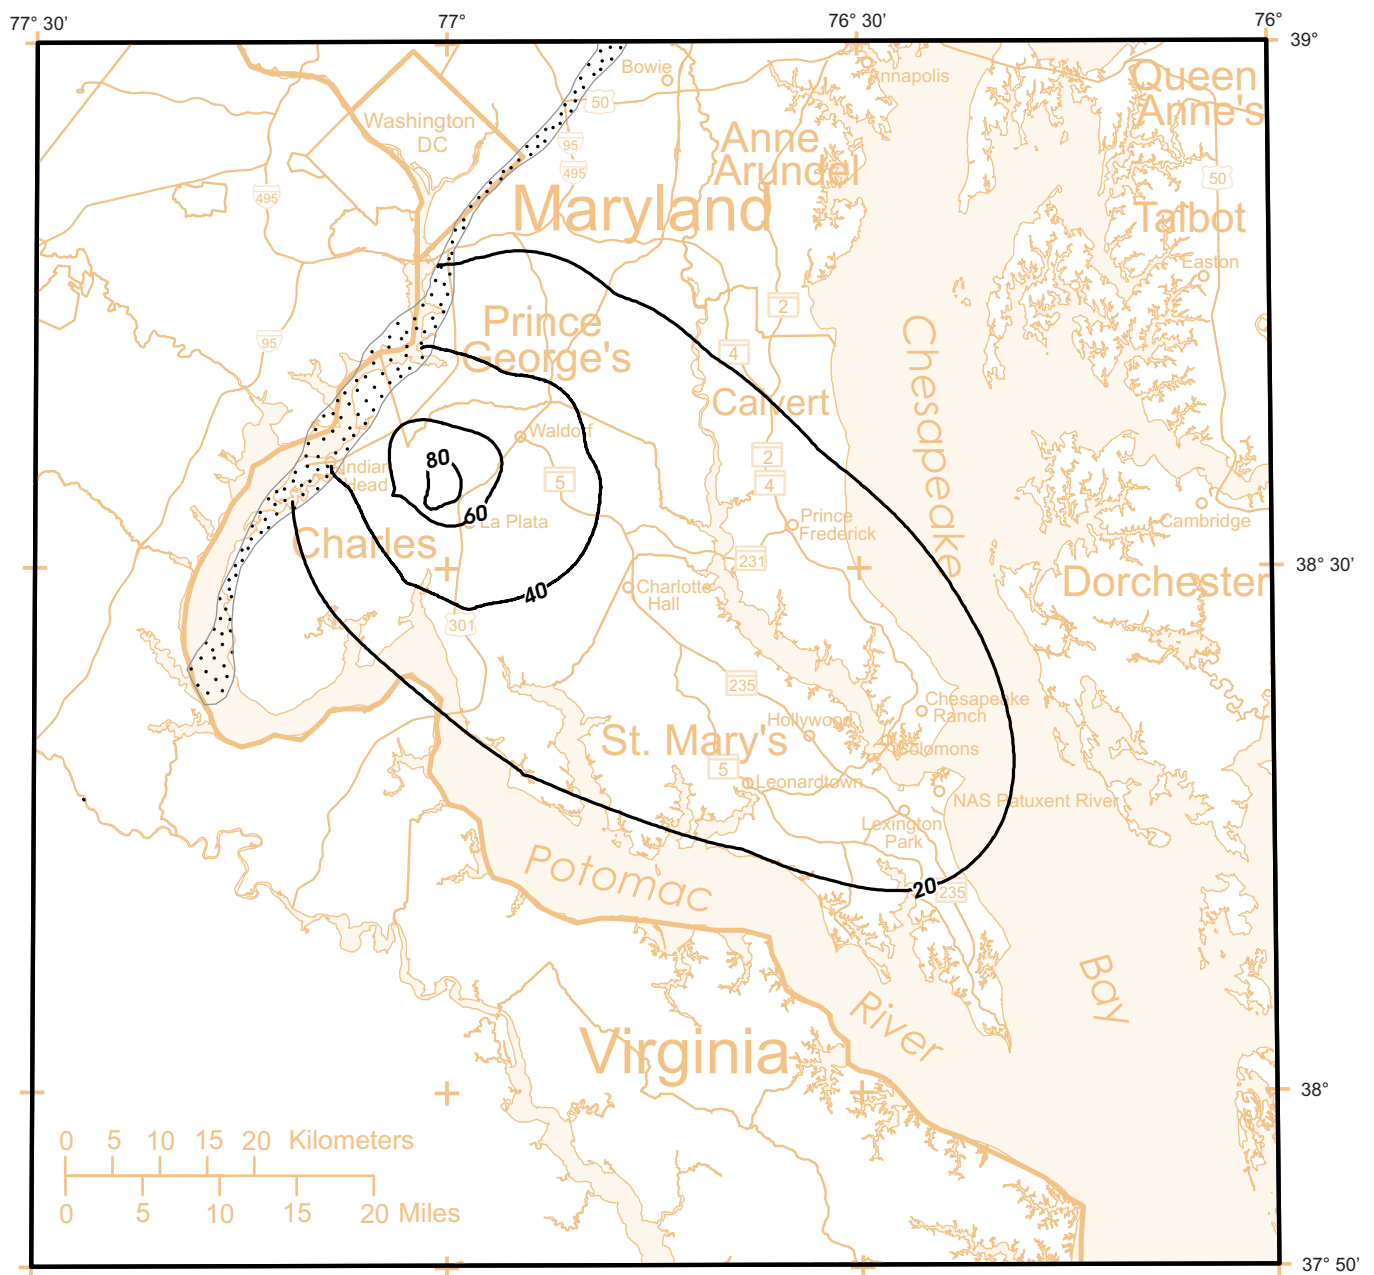 77° 30'
77°
76° 30'
76°
39°
Bowie
Annapolis
Queen
Anne's
50
Washington
DC
95
495
Anne
Arundel
495
50
Maryland
Talbot
Easton
2
Prince
George's
95
4
Chesapeake
Calvert
Waldorf
80
2
Indian
Head
5
4
60
La Plata
Prince
Frederick
Cambridge
Charles
231
38° 30'
Dorchester
40
Charlotte
Hall
301
235
Chesapeake
Ranch
Hollywood
St. Mary's
Solomons
5
Leonardtown
NAS Patuxent River
Lexington
Park
Potomac
20
235
Bay
River
Virginia
38°
0 5 10 15 20 Kilometers
0 5 10 15 20 Miles
37° 50'